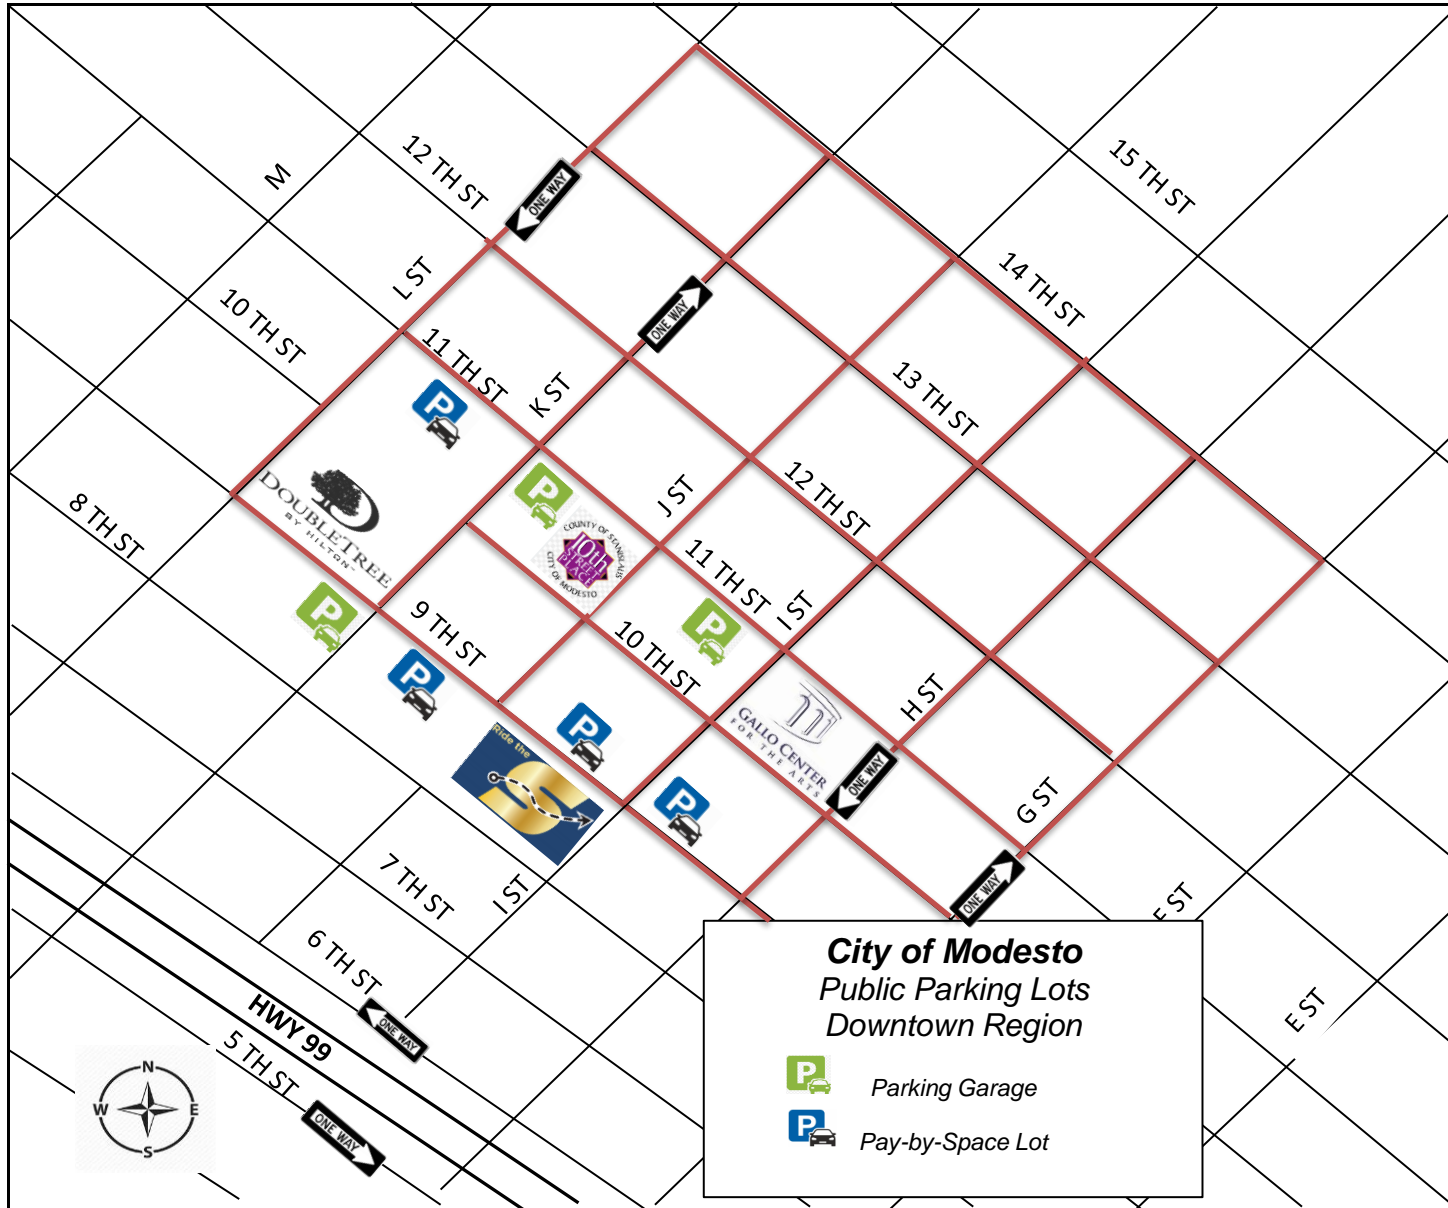 15 TH ST
12 TH ST
M
ONE WAY
L ST
14 TH ST
10 TH ST
ONE WAY
11 TH ST
K ST
13 TH ST
P
12 TH ST
J ST
8 TH ST
DOUBLETREE
BY HILTON™
P
COUNTY OF STANISLAUS
10th
STREET
PLACE
CITY OF MODESTO
11 TH ST
I ST
P
9 TH ST
P
10 TH ST
P
H ST
GALLO CENTER
FOR THE ARTS
P
Ride the
S
ONE WAY
P
G ST
7 TH ST
I ST
ONE WAY
6 TH ST
HWY 99
ONE WAY
5 TH ST
ONE WAY
E ST
N
W E
S
City of Modesto
Public Parking Lots
Downtown Region
P Parking Garage
P Pay-by-Space Lot